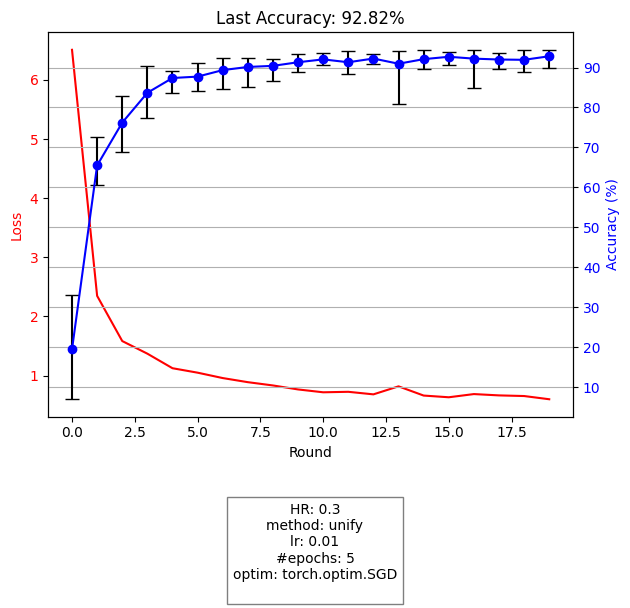 Last Accuracy: 92.82%
6
5
4
3
2
1
Loss
90
80
70
60
50
40
30
20
10
Accuracy (%)
0.0 2.5 5.0 7.5 10.0 12.5 15.0 17.5
Round
HR: 0.3
method: unify
lr: 0.01
#epochs: 5
optim: torch.optim.SGD